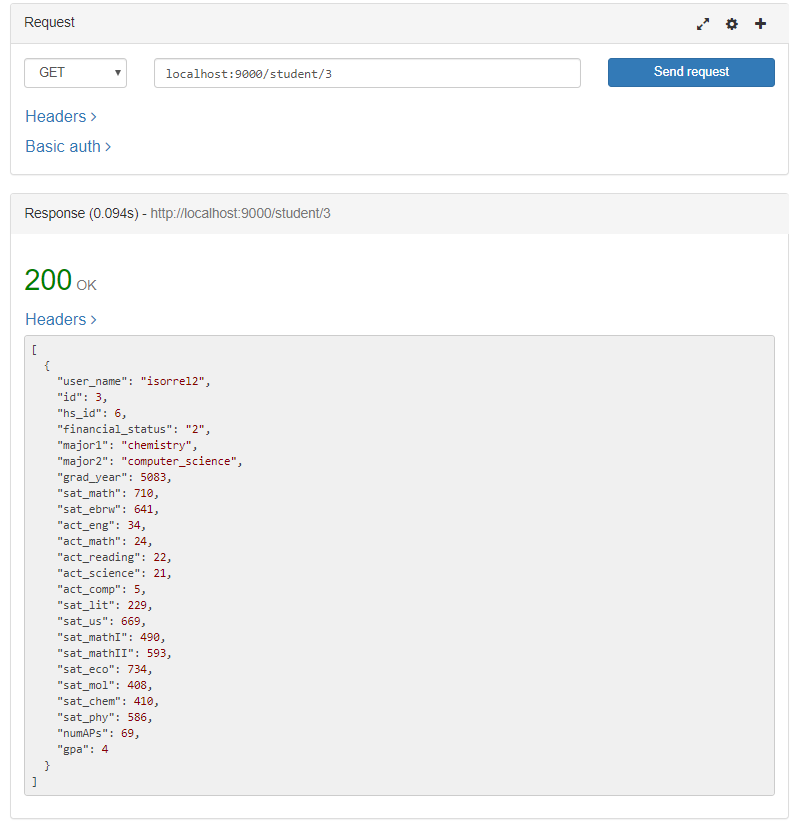 Request
GET localhost:9000/student/3 Send request
Headers >
Basic auth >
Response (0.094s) - http://localhost:9000/student/3
200 OK
Headers >
[
  {
    "user_name": "isorrel2",
    "id": 3,
    "hs_id": 6,
    "financial_status": "2",
    "major1": "chemistry",
    "major2": "computer_science",
    "grad_year": 5083,
    "sat_math": 710,
    "sat_ebrw": 641,
    "act_eng": 34,
    "act_math": 24,
    "act_reading": 22,
    "act_science": 21,
    "act_comp": 5,
    "sat_lit": 229,
    "sat_us": 669,
    "sat_mathI": 490,
    "sat_mathII": 593,
    "sat_eco": 734,
    "sat_mol": 408,
    "sat_chem": 410,
    "sat_phy": 586,
    "numAPs": 69,
    "gpa": 4
  }
]